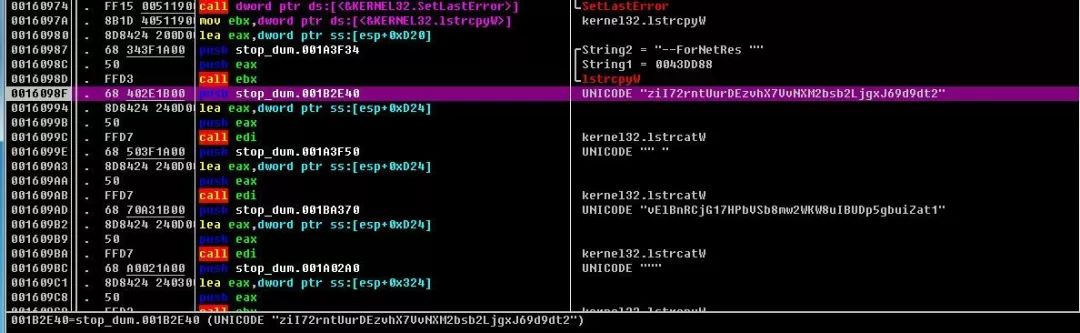 00160974 . FF15 00051190 call dword ptr ds:[<&KERNEL32.SetLastError>] SetLastError
0016097A . 8B1D 40051190 mov ebx,dword ptr ds:[<&KERNEL32.lstrcpyW>] kernel32.lstrcpyW
00160980 . 8D8424 200D0 lea eax,dword ptr ss:[esp+0xD20]
00160987 . 68 343F1A00 push stop_dum.001A3F34 String2 = "--ForNetRes ""
0016098C . 50 push eax String1 = 0043DD88
0016098D . FFD3 call ebx lstrcpyW
0016098F . 68 402E1B00 push stop_dum.001B2E40 UNICODE "ziI72rntUurDEzvhX7VvNXM2bsb2LjgxJ69d9dt2"
00160994 . 8D8424 240D0 lea eax,dword ptr ss:[esp+0xD24]
0016099B . 50 push eax
0016099C . FFD7 call edi kernel32.lstrcatW
0016099E . 68 503F1A00 push stop_dum.001A3F50 UNICODE "" "
001609A3 . 8D8424 240D0 lea eax,dword ptr ss:[esp+0xD24]
001609AA . 50 push eax
001609AB . FFD7 call edi kernel32.lstrcatW
001609AD . 68 70A31B00 push stop_dum.001BA370 UNICODE "vElBnRCjG17HPbVSb8mw2WKW8uIBUDp5gbuiZat1"
001609B2 . 8D8424 240D0 lea eax,dword ptr ss:[esp+0xD24]
001609B9 . 50 push eax
001609BA . FFD7 call edi kernel32.lstrcatW
001609BC . 68 A0021A00 push stop_dum.001A02A0 UNICODE """
001609C1 . 8D8424 24030 lea eax,dword ptr ss:[esp+0x324]
001609C8 . 50 push eax
001B2E40=stop_dum.001B2E40 (UNICODE "ziI72rntUurDEzvhX7VvNXM2bsb2LjgxJ69d9dt2")